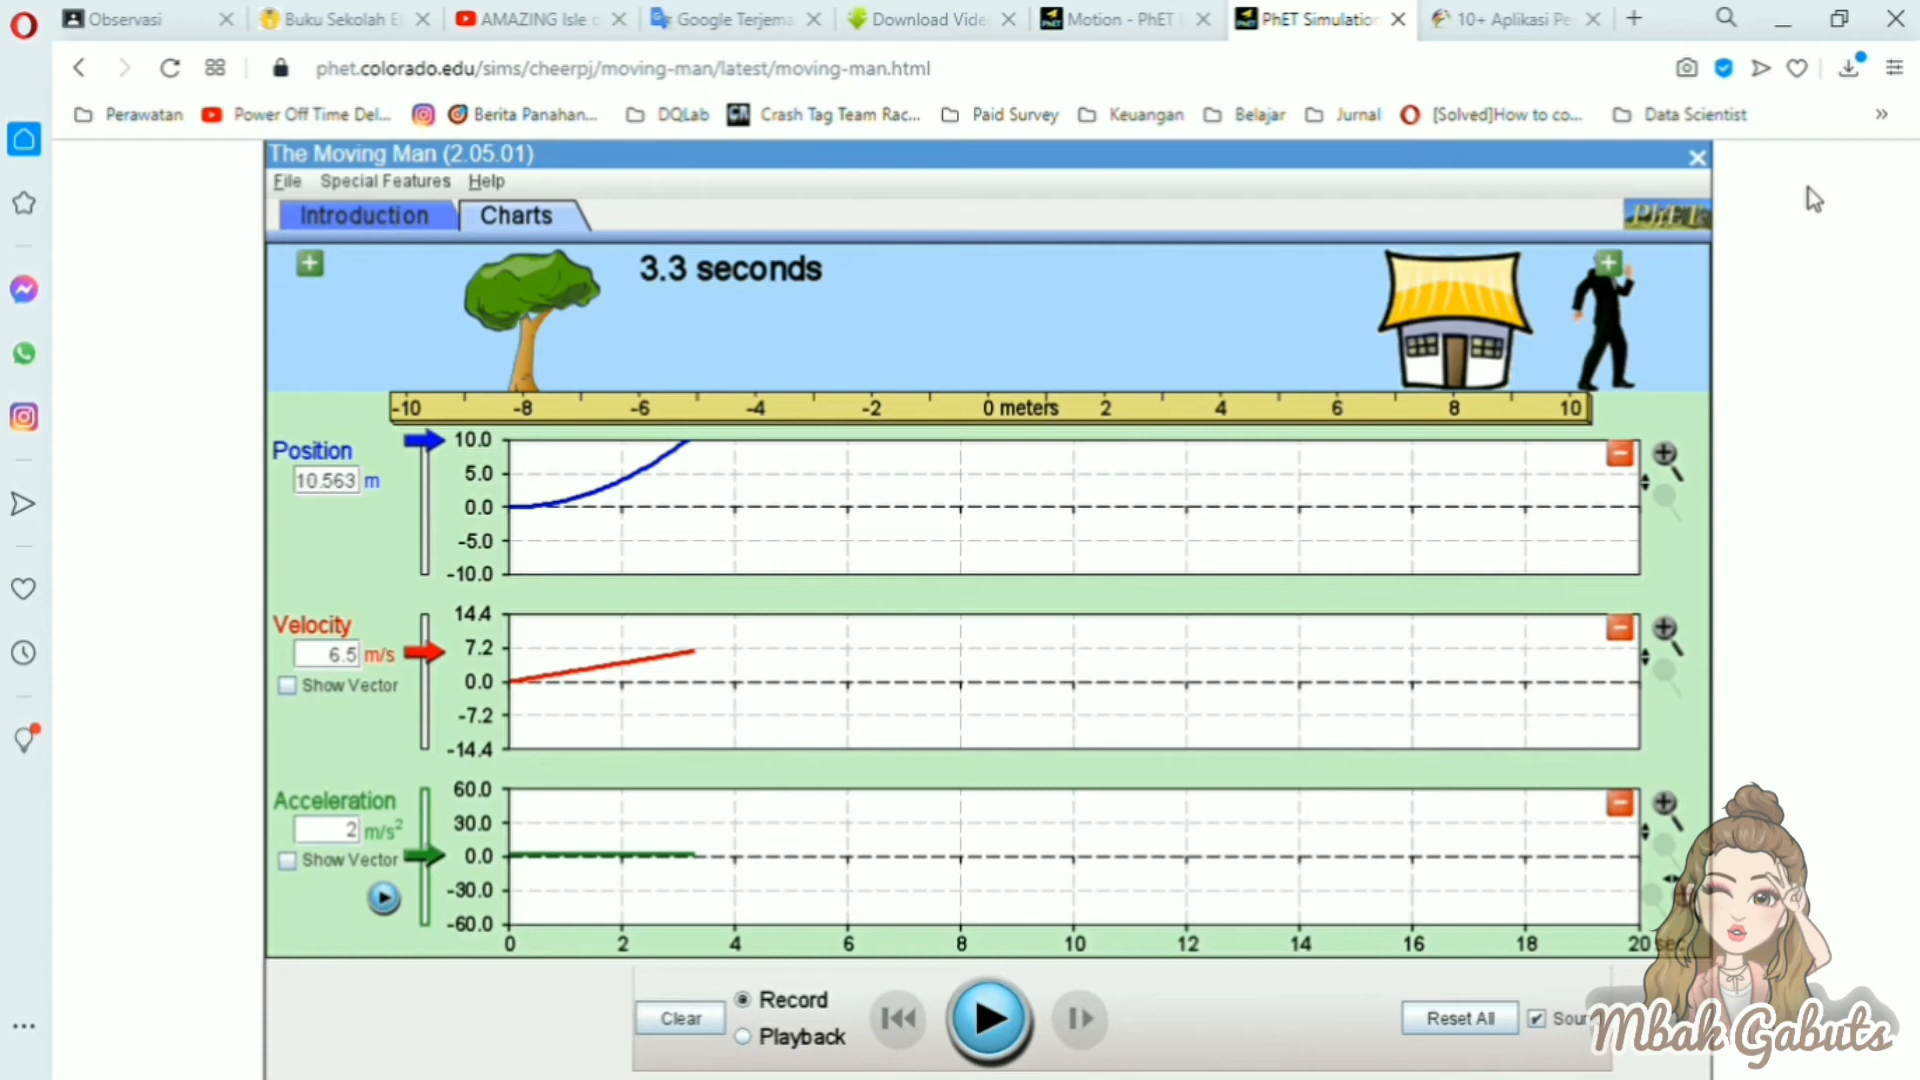 Observasi
Buku Sekolah E
AMAZING Isle o
Google Terjema
Download Vide
Motion - PhET
PhET Simulation
10+ Aplikasi Pe
phet.colorado.edu/sims/cheerpj/moving-man/latest/moving-man.html
Perawatan
Power Off Time Del...
Berita Panahan...
DQLab
Crash Tag Team Rac...
Paid Survey
Keuangan
Belajar
Jurnal
[Solved]How to co...
Data Scientist
The Moving Man (2.05.01)
File Special Features Help
Introduction
Charts
PhET
3.3 seconds
-10 -8 -6 -4 -2 0 meters 2 4 6 8 10
Position
10.563 m
10.0
5.0
0.0
-5.0
-10.0
Velocity
6.5 m/s
Show Vector
14.4
7.2
0.0
-7.2
-14.4
Acceleration
2 m/s²
Show Vector
60.0
30.0
0.0
-30.0
-60.0
0 2 4 6 8 10 12 14 16 18 20 sec
Clear
Record
Playback
Reset All
Mbak Gabuts